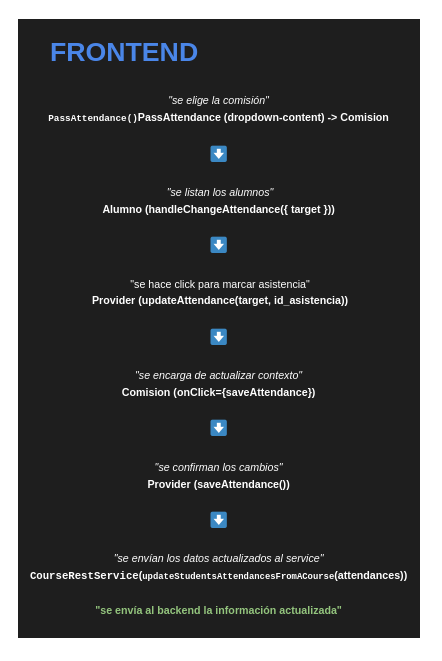 FRONTEND
"se elige la comisión"
PassAttendance()PassAttendance (dropdown-content) -> Comision
"se listan los alumnos"
Alumno (handleChangeAttendance({ target }))
"se hace click para marcar asistencia"
Provider (updateAttendance(target, id_asistencia))
"se encarga de actualizar contexto"
Comision (onClick={saveAttendance})
"se confirman los cambios"
Provider (saveAttendance())
"se envían los datos actualizados al service"
CourseRestService(updateStudentsAttendancesFromACourse(attendances))
"se envía al backend la información actualizada"